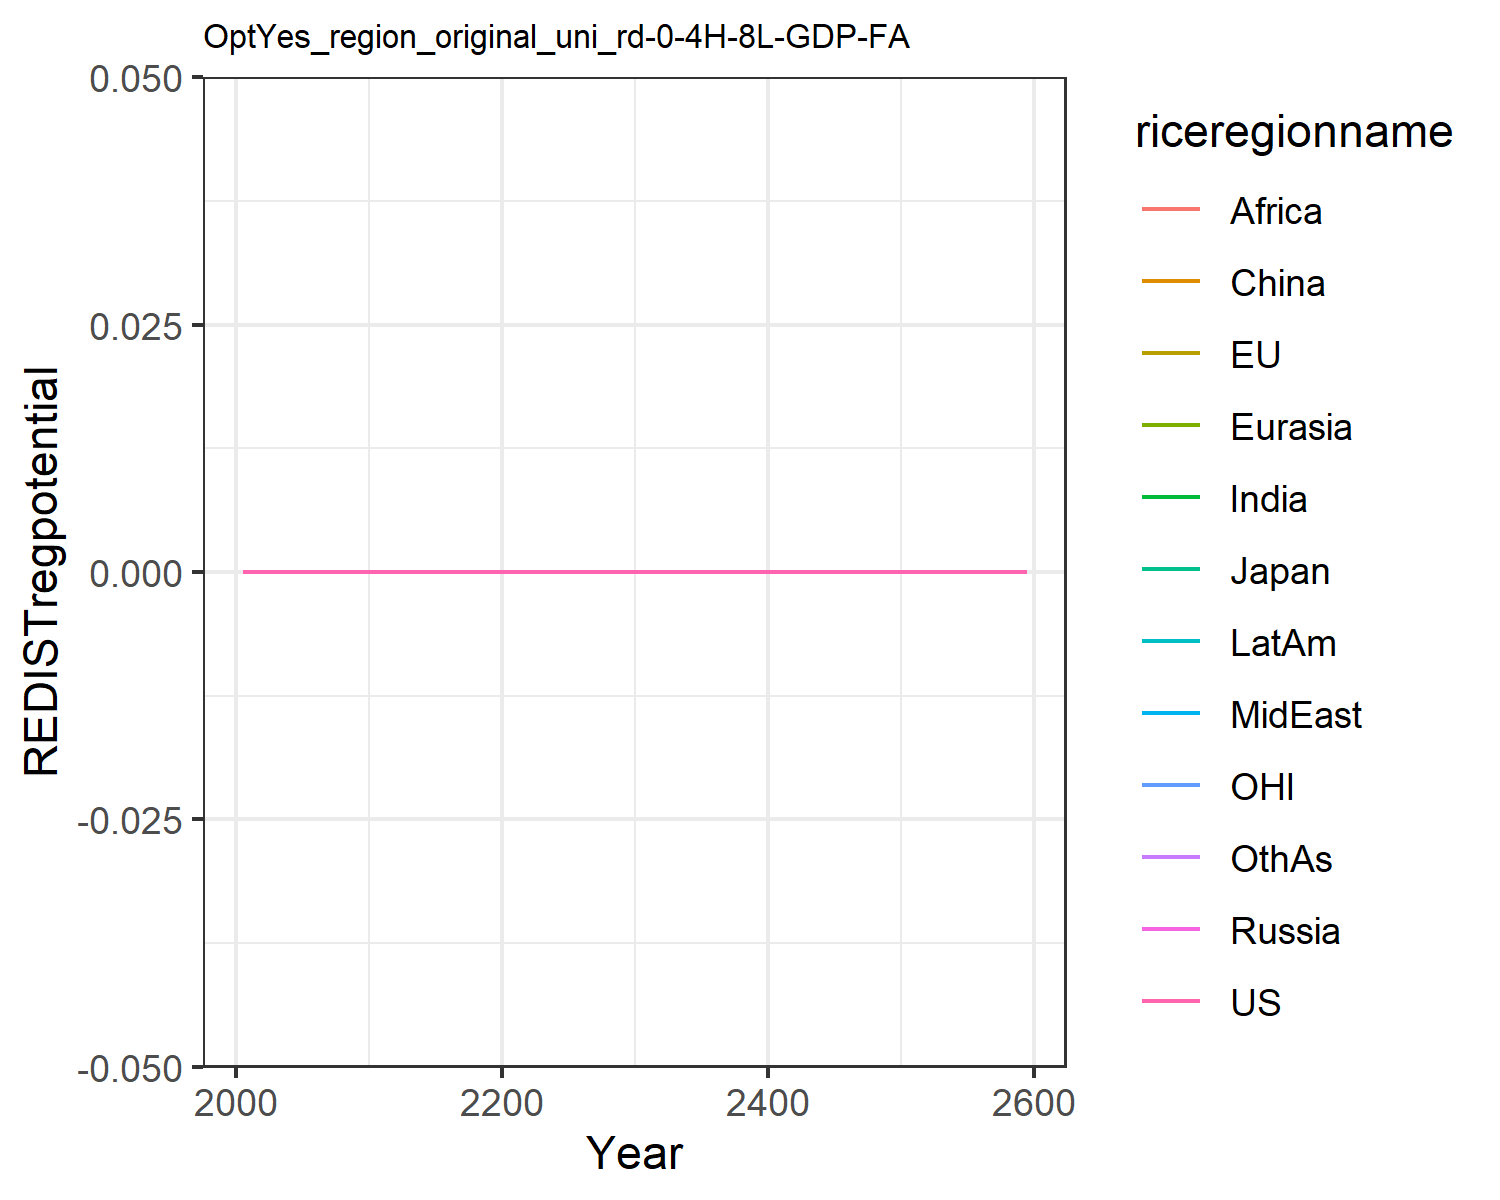 OptYes_region_original_uni_rd-0-4H-8L-GDP-FA
0.050
0.025
0.000
-0.025
-0.050
REDISTregpotential
2000 2200 2400 2600
Year
riceregionname
Africa
China
EU
Eurasia
India
Japan
LatAm
MidEast
OHI
OthAs
Russia
US